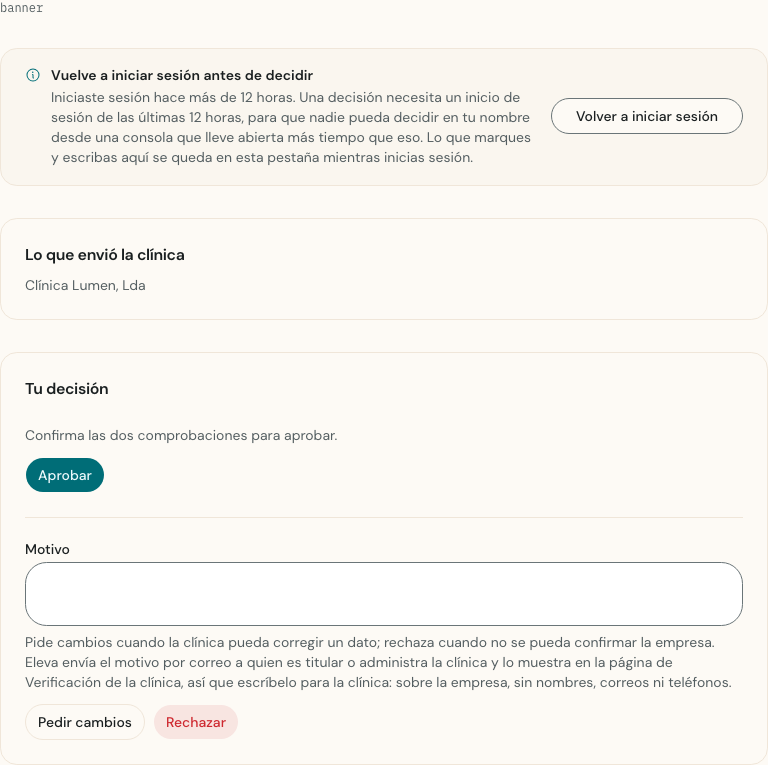 banner
Vuelve a iniciar sesión antes de decidir
Iniciaste sesión hace más de 12 horas. Una decisión necesita un inicio de
sesión de las últimas 12 horas, para que nadie pueda decidir en tu nombre
desde una consola que lleve abierta más tiempo que eso. Lo que marques
y escribas aquí se queda en esta pestaña mientras inicias sesión.
Volver a iniciar sesión
Lo que envió la clínica
Clínica Lumen, Lda
Tu decisión
Confirma las dos comprobaciones para aprobar.
Aprobar
Motivo
Pide cambios cuando la clínica pueda corregir un dato; rechaza cuando no se pueda confirmar la empresa.
Eleva envía el motivo por correo a quien es titular o administra la clínica y lo muestra en la página de
Verificación de la clínica, así que escríbelo para la clínica: sobre la empresa, sin nombres, correos ni teléfonos.
Pedir cambios
Rechazar